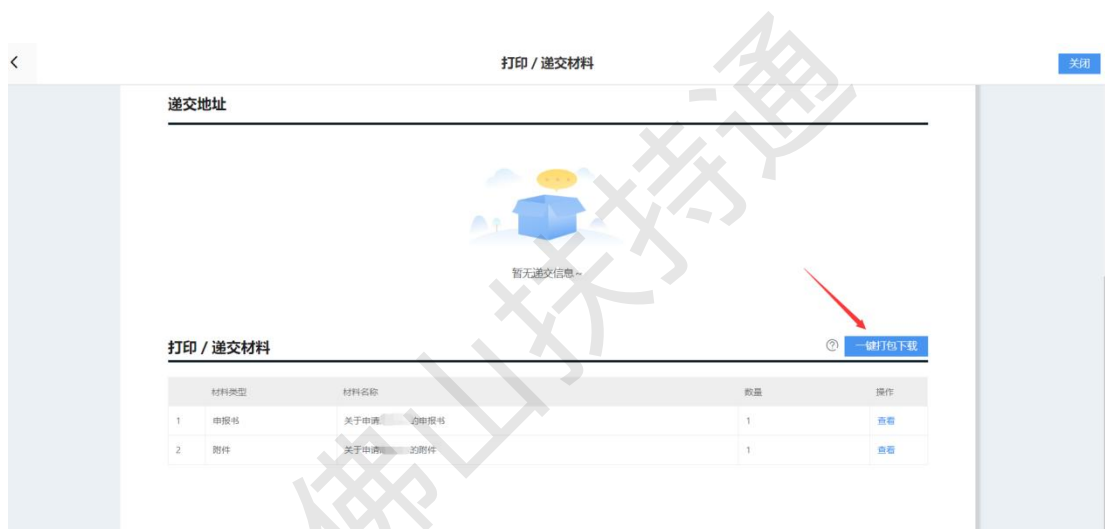 打印 / 递交材料
关闭
递交地址
暂无递交信息~
打印 / 递交材料
一键打包下载
材料类型 材料名称 数量 操作
1 申报书 关于申请 的申报书 1 查看
2 附件 关于申请 的附件 1 查看
佛山扶持通